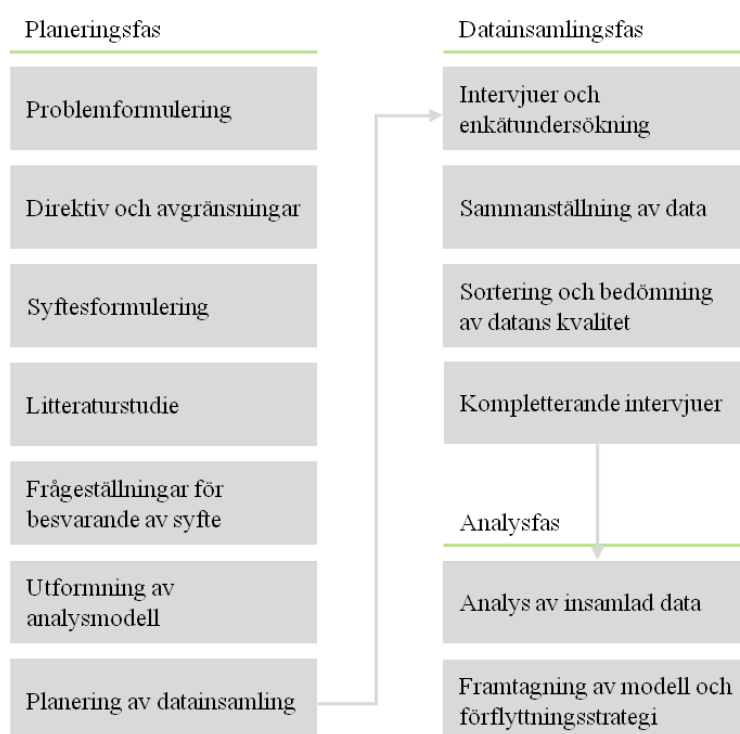 Planeringsfas
Problemformulering
Direktiv och avgränsningar
Syftesformulering
Litteraturstudie
Frågeställningar för
besvarande av syfte
Utformning av
analysmodell
Planering av datainsamling
Datainsamlingsfas
Intervjuer och
enkätundersökning
Sammanställning av data
Sortering och bedömning
av datans kvalitet
Kompletterande intervjuer
Analysfas
Analys av insamlad data
Framtagning av modell och
förflyttningsstrategi